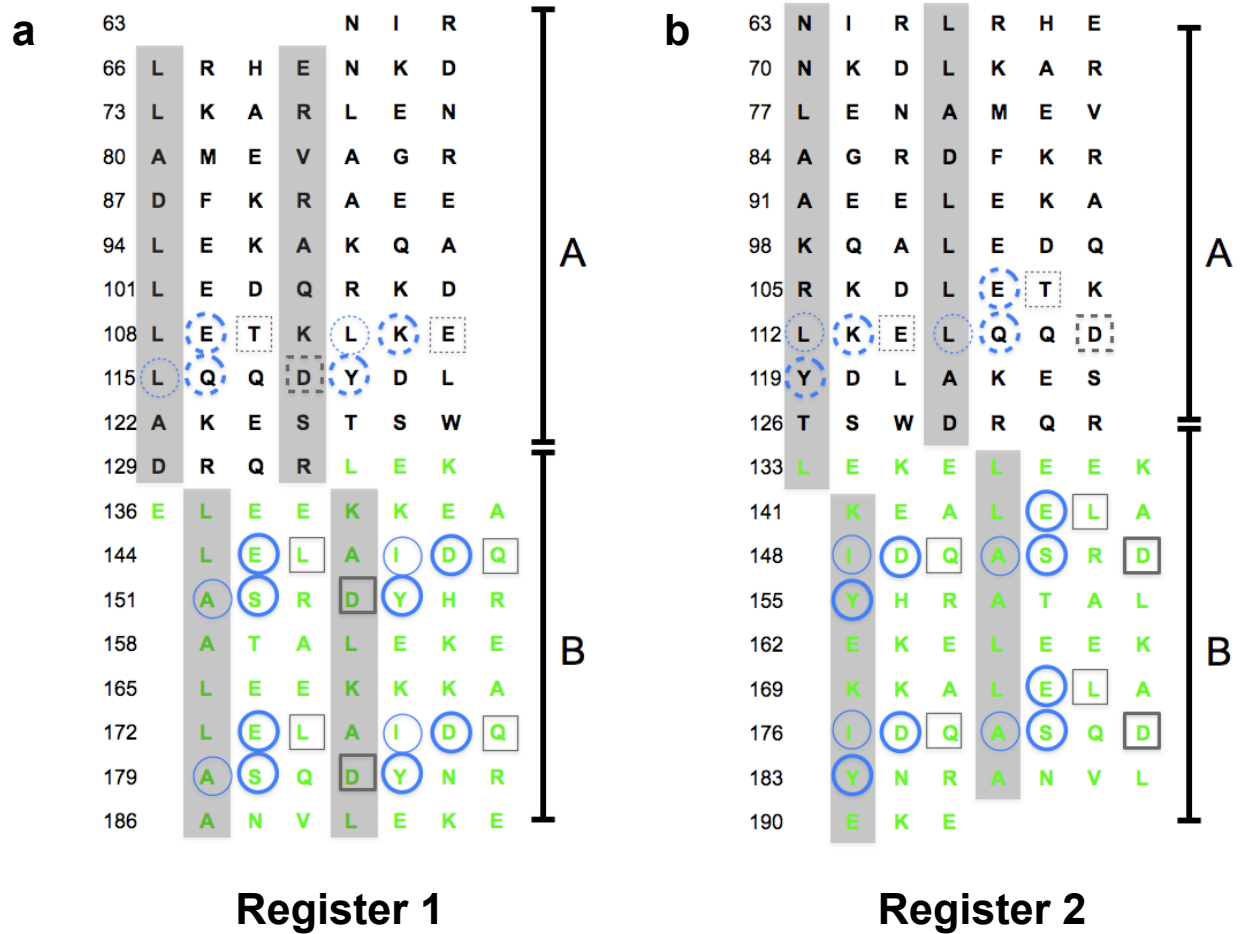 a
63 N I R
66 L R H E N K D
73 L K A R L E N
80 A M E V A G R
87 D F K R A E E
94 L E K A K Q A
101 L E D Q R K D
108 L E T K L K E
115 L Q Q D Y D L
122 A K E S T S W
129 D R Q R L E K
136 E L E E K K E A
144 L E L A I D Q
151 A S R D Y H R
158 A T A L E K E
165 L E E K K K A
172 L E L A I D Q
179 A S Q D Y N R
186 A N V L E K E
A
B
Register 1
b
63 N I R L R H E
70 N K D L K A R
77 L E N A M E V
84 A G R D F K R
91 A E E L E K A
98 K Q A L E D Q
105 R K D L E T K
112 L K E L Q Q D
119 Y D L A K E S
126 T S W D R Q R
133 L E K E L E E K
141 K E A L E L A
148 I D Q A S R D
155 Y H R A T A L
162 E K E L E E K
169 K K A L E L A
176 I D Q A S Q D
183 Y N R A N V L
190 E K E
A
B
Register 2